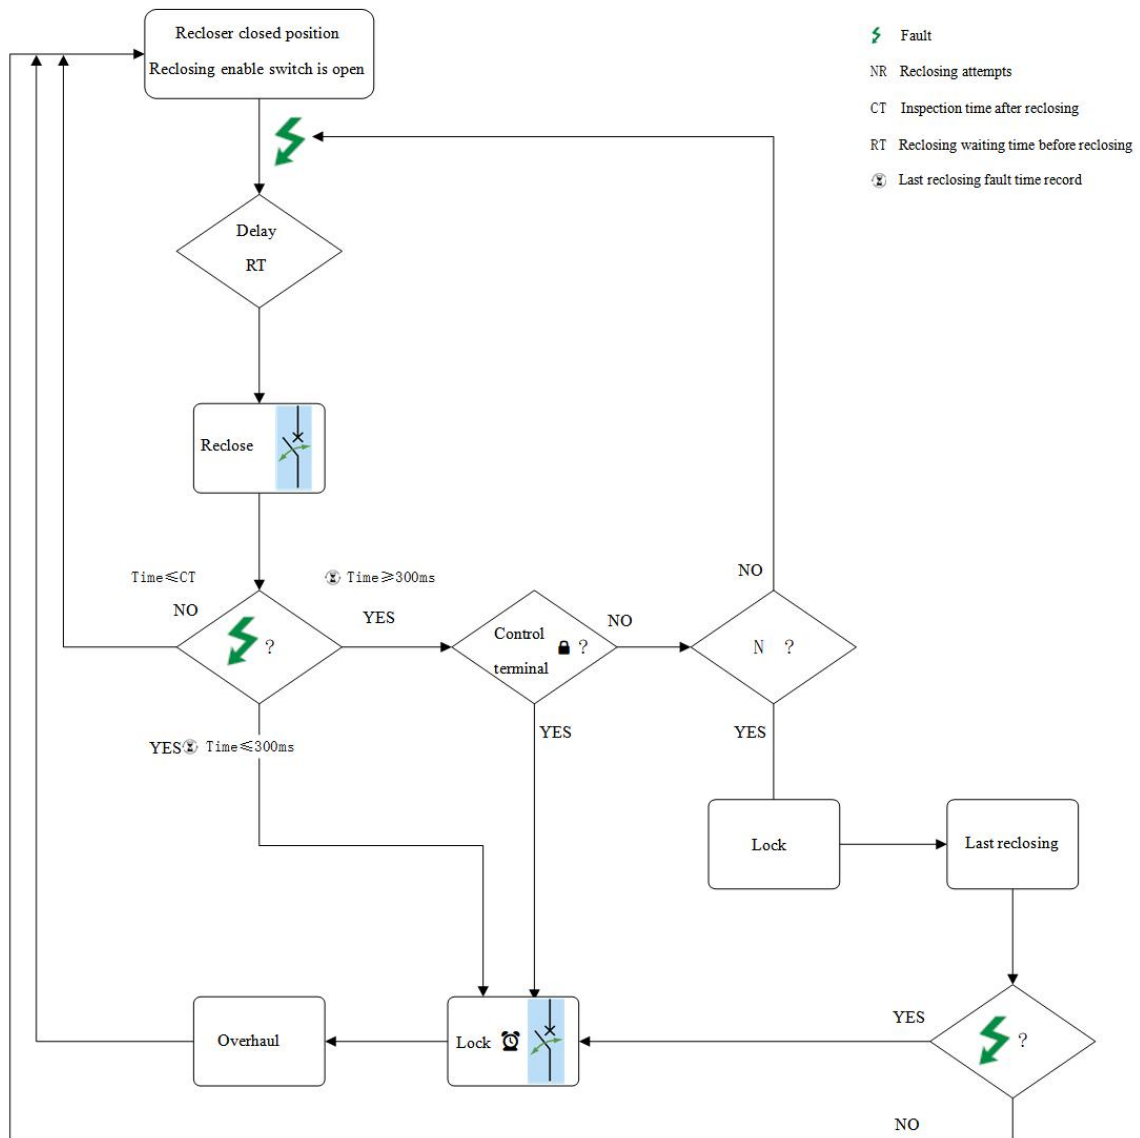 Recloser closed position
Reclosing enable switch is open
Fault
NR Reclosing attempts
CT Inspection time after reclosing
RT Reclosing waiting time before reclosing
Last reclosing fault time record
Delay
RT
Reclose
Time≤CT
Time≥300ms
NO
YES
?
Control
terminal
?
NO
NO
N ?
YES Time≤300ms
YES
YES
Lock
Last reclosing
Overhaul
Lock
YES
?
NO